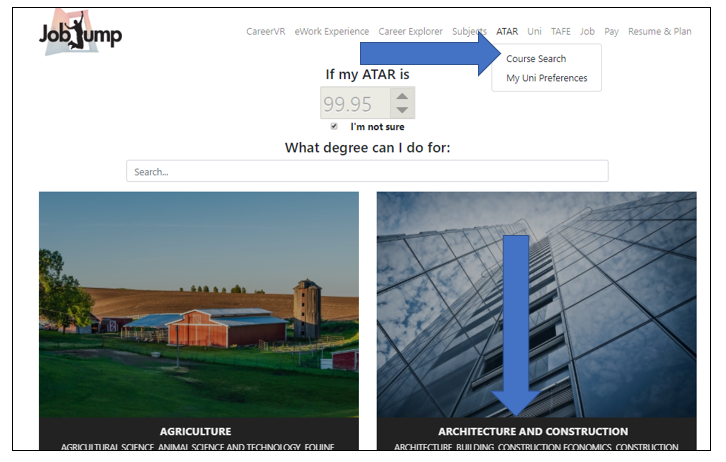 JobJump
CareerVR eWork Experience Career Explorer Subjects ATAR Uni TAFE Job Pay Resume & Plan
Course Search
My Uni Preferences
If my ATAR is
99.95
I'm not sure
What degree can I do for:
Search...
AGRICULTURE
AGRICULTURAL SCIENCE, ANIMAL SCIENCE AND TECHNOLOGY, EQUINE
ARCHITECTURE AND CONSTRUCTION
ARCHITECTURE, BUILDING, CONSTRUCTION ECONOMICS, CONSTRUCTION